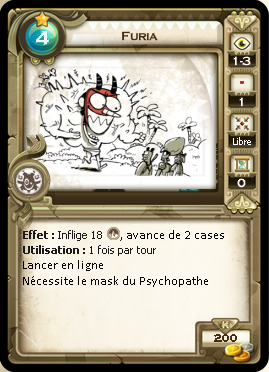 4
Furia
1-3
1
Libre
0
Effet : Inflige 18 , avance de 2 cases
Utilisation : 1 fois par tour
Lancer en ligne
Nécessite le mask du Psychopathe
K
200